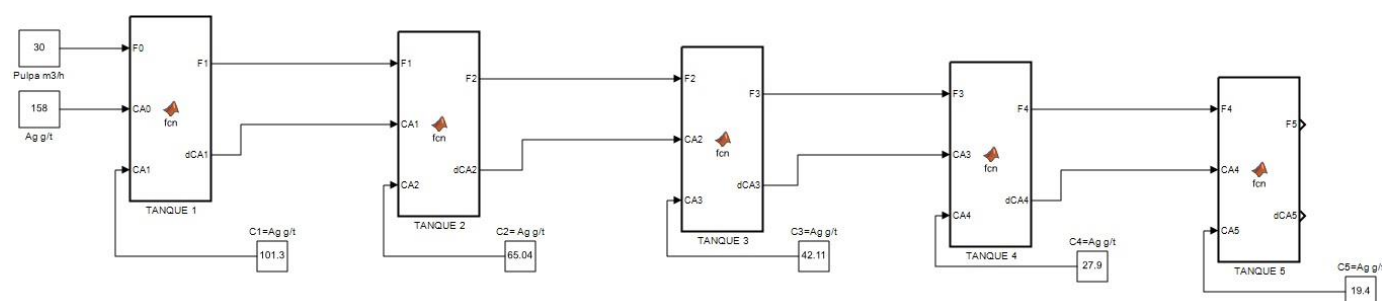 30
Pulpa m3/h
158
Ag g/t
F0
CA0
CA1
F1
dCA1
fcn
TANQUE 1
C1=Ag g/t
101.3
F1
CA1
CA2
F2
dCA2
fcn
TANQUE 2
C2= Ag g/t
65.04
F2
CA2
CA3
F3
dCA3
fcn
TANQUE 3
C3=Ag g/t
42.11
F3
CA3
CA4
F4
dCA4
fcn
TANQUE 4
C4=Ag g/t
27.9
F4
CA4
CA5
F5
dCA5
fcn
TANQUE 5
C5=Ag g/t
19.4